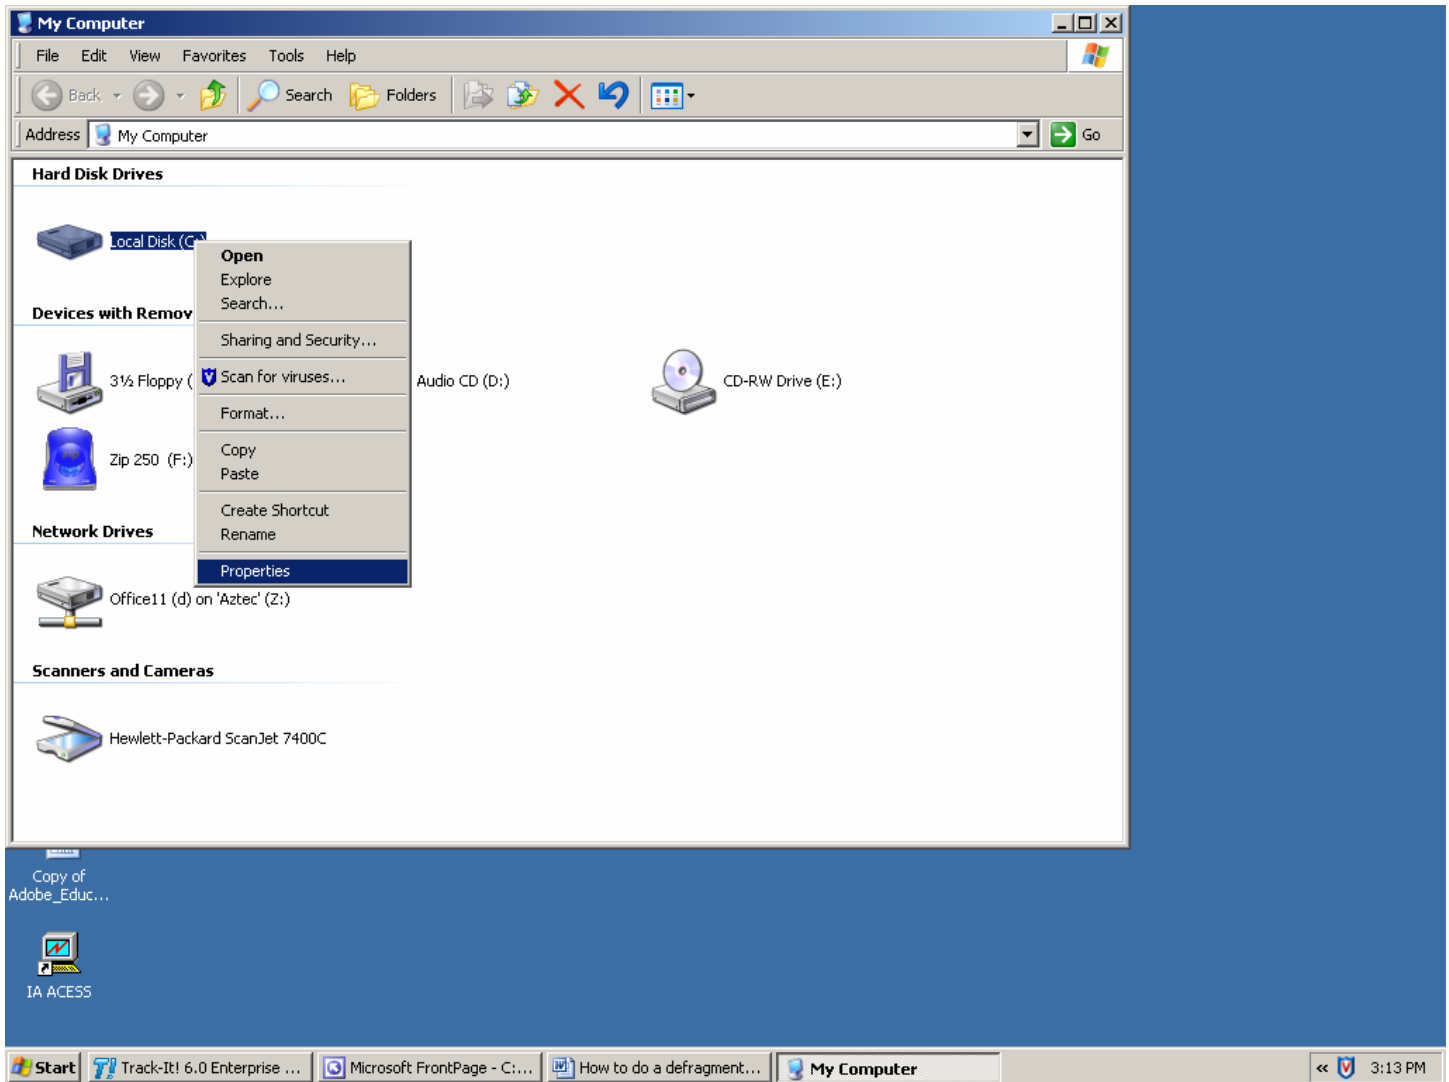 My Computer
File Edit View Favorites Tools Help
Back Search Folders
Address My Computer Go
Hard Disk Drives
Local Disk (C:)
Open
Explore
Search...
Devices with Remov
Sharing and Security...
3½ Floppy (
Scan for viruses...
Audio CD (D:)
CD-RW Drive (E:)
Format...
Copy
Zip 250 (F:)
Paste
Create Shortcut
Network Drives
Rename
Properties
Office11 (d) on 'Aztec' (Z:)
Scanners and Cameras
Hewlett-Packard ScanJet 7400C
Copy of
Adobe_Educ...
IA ACESS
Start Track-It! 6.0 Enterprise ... Microsoft FrontPage - C:... How to do a defragment... My Computer « 3:13 PM